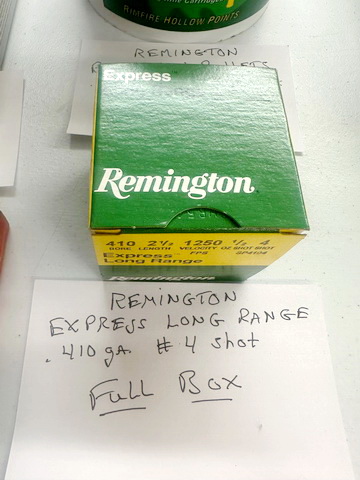 RIMFIRE HOLLOW POINTS
REMINGTON
Express
Remington
410 2½ 1250 ½ 4
BORE LENGTH VELOCITY OZ SHOT SHOT
FPS
Express
Long Range
Remington
REMINGTON
EXPRESS LONG RANGE
.410 ga. # 4 shot
Full Box